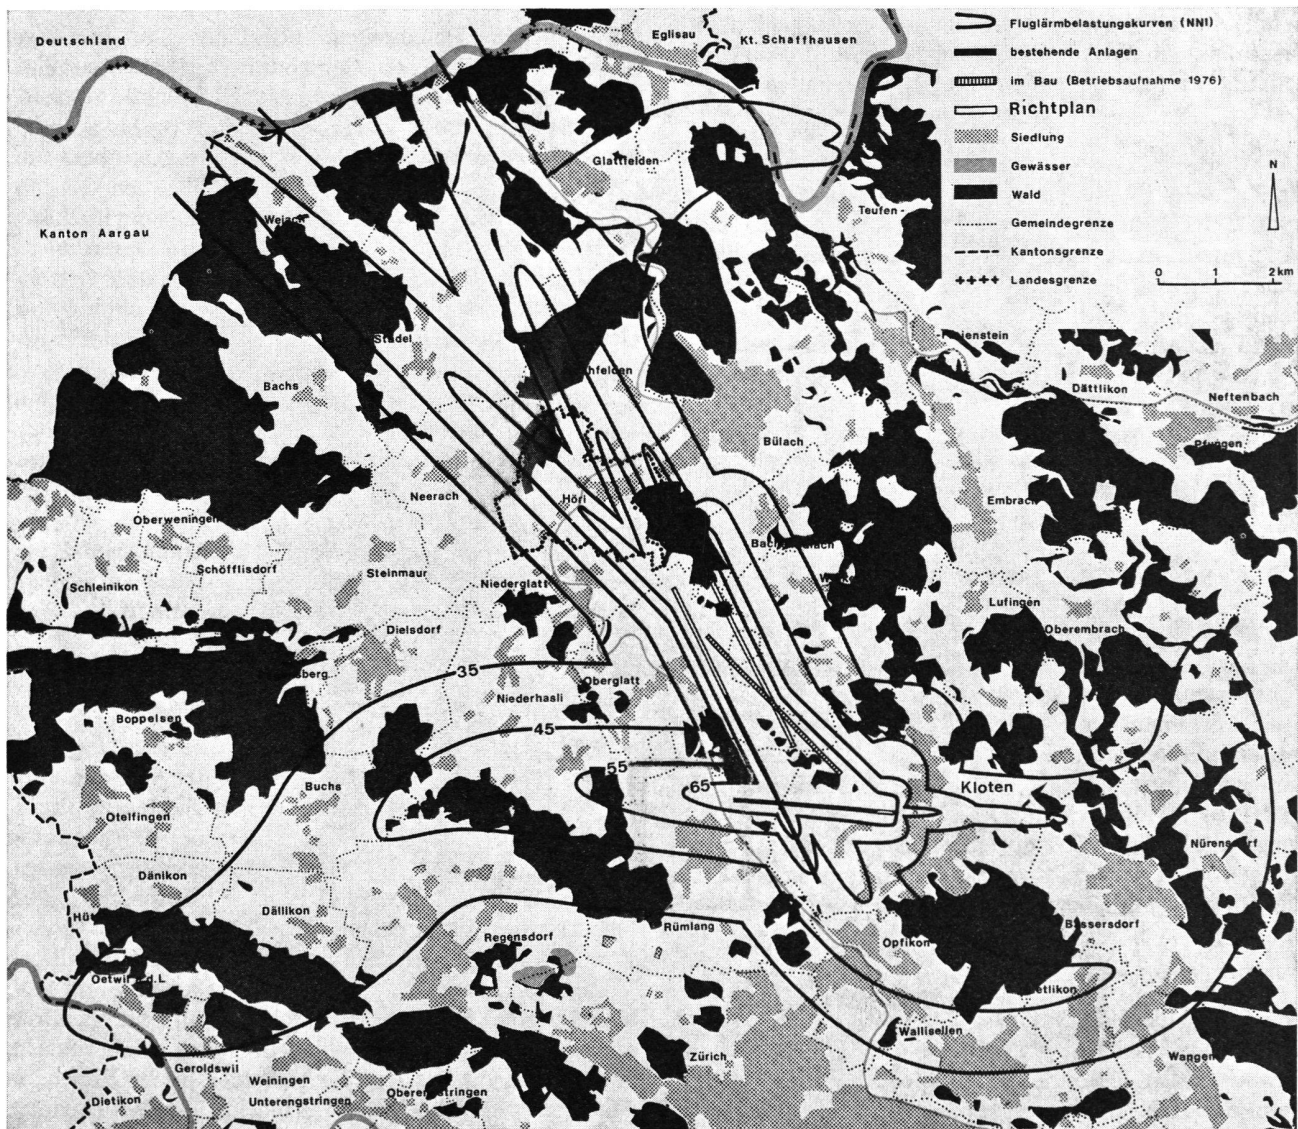 Deutschland
Eglisau
Kt. Schaffhausen
Fluglärmbelastungskurven (NNI)
bestehende Anlagen
im Bau (Betriebsaufnahme 1976)
Richtplan
Siedlung
Gewässer
Wald
Gemeindegrenze
Kantonsgrenze
Landesgrenze
N
0 1 2 km
Glattfelden
Teufen
Weiach
Kanton Aargau
Stadel
Bachs
Dättlikon
Neftenbach
Pfungen
Bülach
Neerach
Höri
Embrach
Oberweningen
Schöfflisdorf
Steinmaur
Schleinikon
Niederglatt
Lufingen
Oberembrach
Dielsdorf
35
Oberglatt
Niederhasli
Boppelsen
45
55
65
Kloten
Buchs
Otelfingen
Nürensdorf
Dänikon
Dällikon
Rümlang
Regensdorf
Opfikon
Bassersdorf
Oetwil a.d.L
Wallisellen
Zürich
Wangen
Geroldswil
Weiningen
Unterengstringen
Oberengstringen
Dietikon